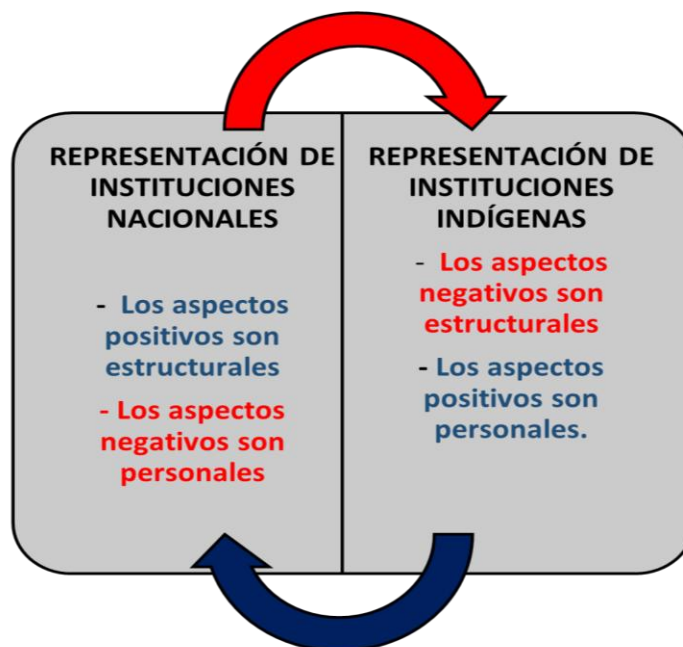 REPRESENTACIÓN DE
INSTITUCIONES
NACIONALES
- Los aspectos
positivos son
estructurales
- Los aspectos
negativos son
personales
REPRESENTACIÓN DE
INSTITUCIONES
INDÍGENAS
- Los aspectos
negativos son
estructurales
- Los aspectos
positivos son
personales.